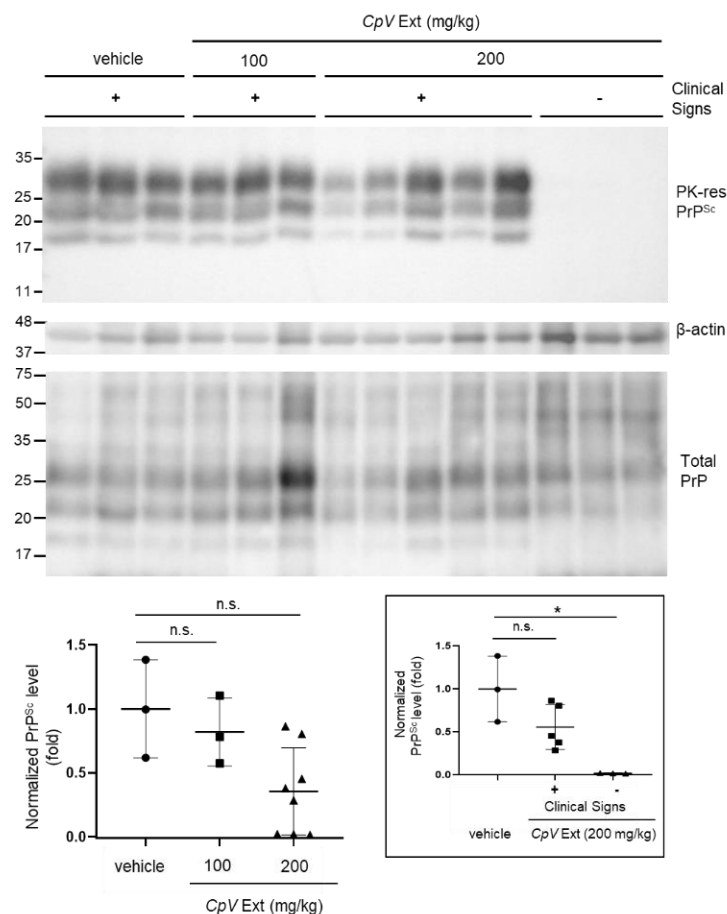 CpV Ext (mg/kg)
vehicle 100 200
+ + + - Clinical Signs
35
25
20
17
11
PK-res
PrPSc
48
37
β-actin
75
50
35
25
20
17
Total
PrP
n.s.
n.s.
1.5
1.0
0.5
0.0
Normalized PrPSc level
(fold)
vehicle 100 200
CpV Ext (mg/kg)
*
n.s.
1.5
1.0
0.5
0.0
Normalized
PrPSc level (fold)
+ -
Clinical Signs
vehicle CpV Ext (200 mg/kg)